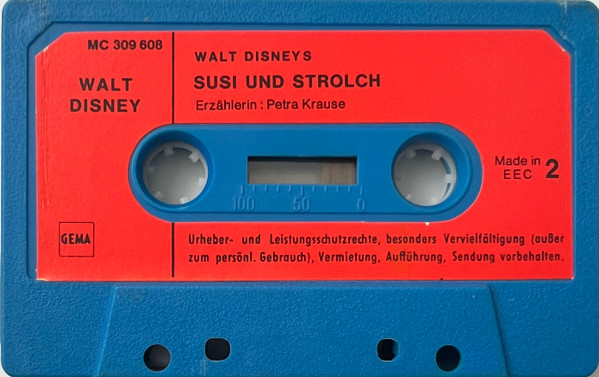 MC 309 608
WALT
DISNEY
WALT DISNEYS
SUSI UND STROLCH
Erzählerin : Petra Krause
100 50 0
Made in
EEC 2
GEMA
Urheber- und Leistungsschutzrechte, besonders Vervielfältigung (außer
zum persönl. Gebrauch), Vermietung, Aufführung, Sendung vorbehalten.